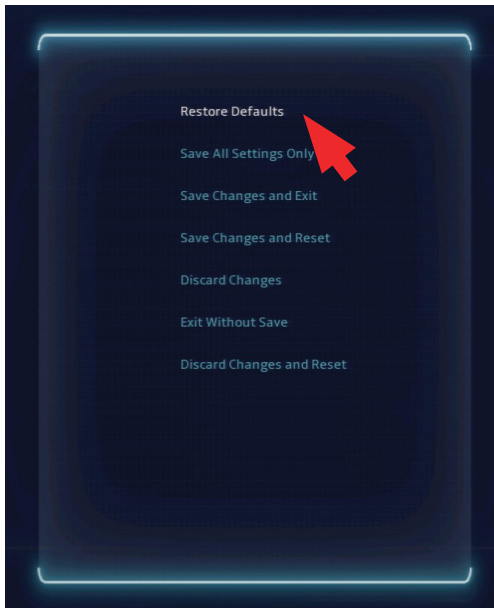 Restore Defaults
Save All Settings Only
Save Changes and Exit
Save Changes and Reset
Discard Changes
Exit Without Save
Discard Changes and Reset